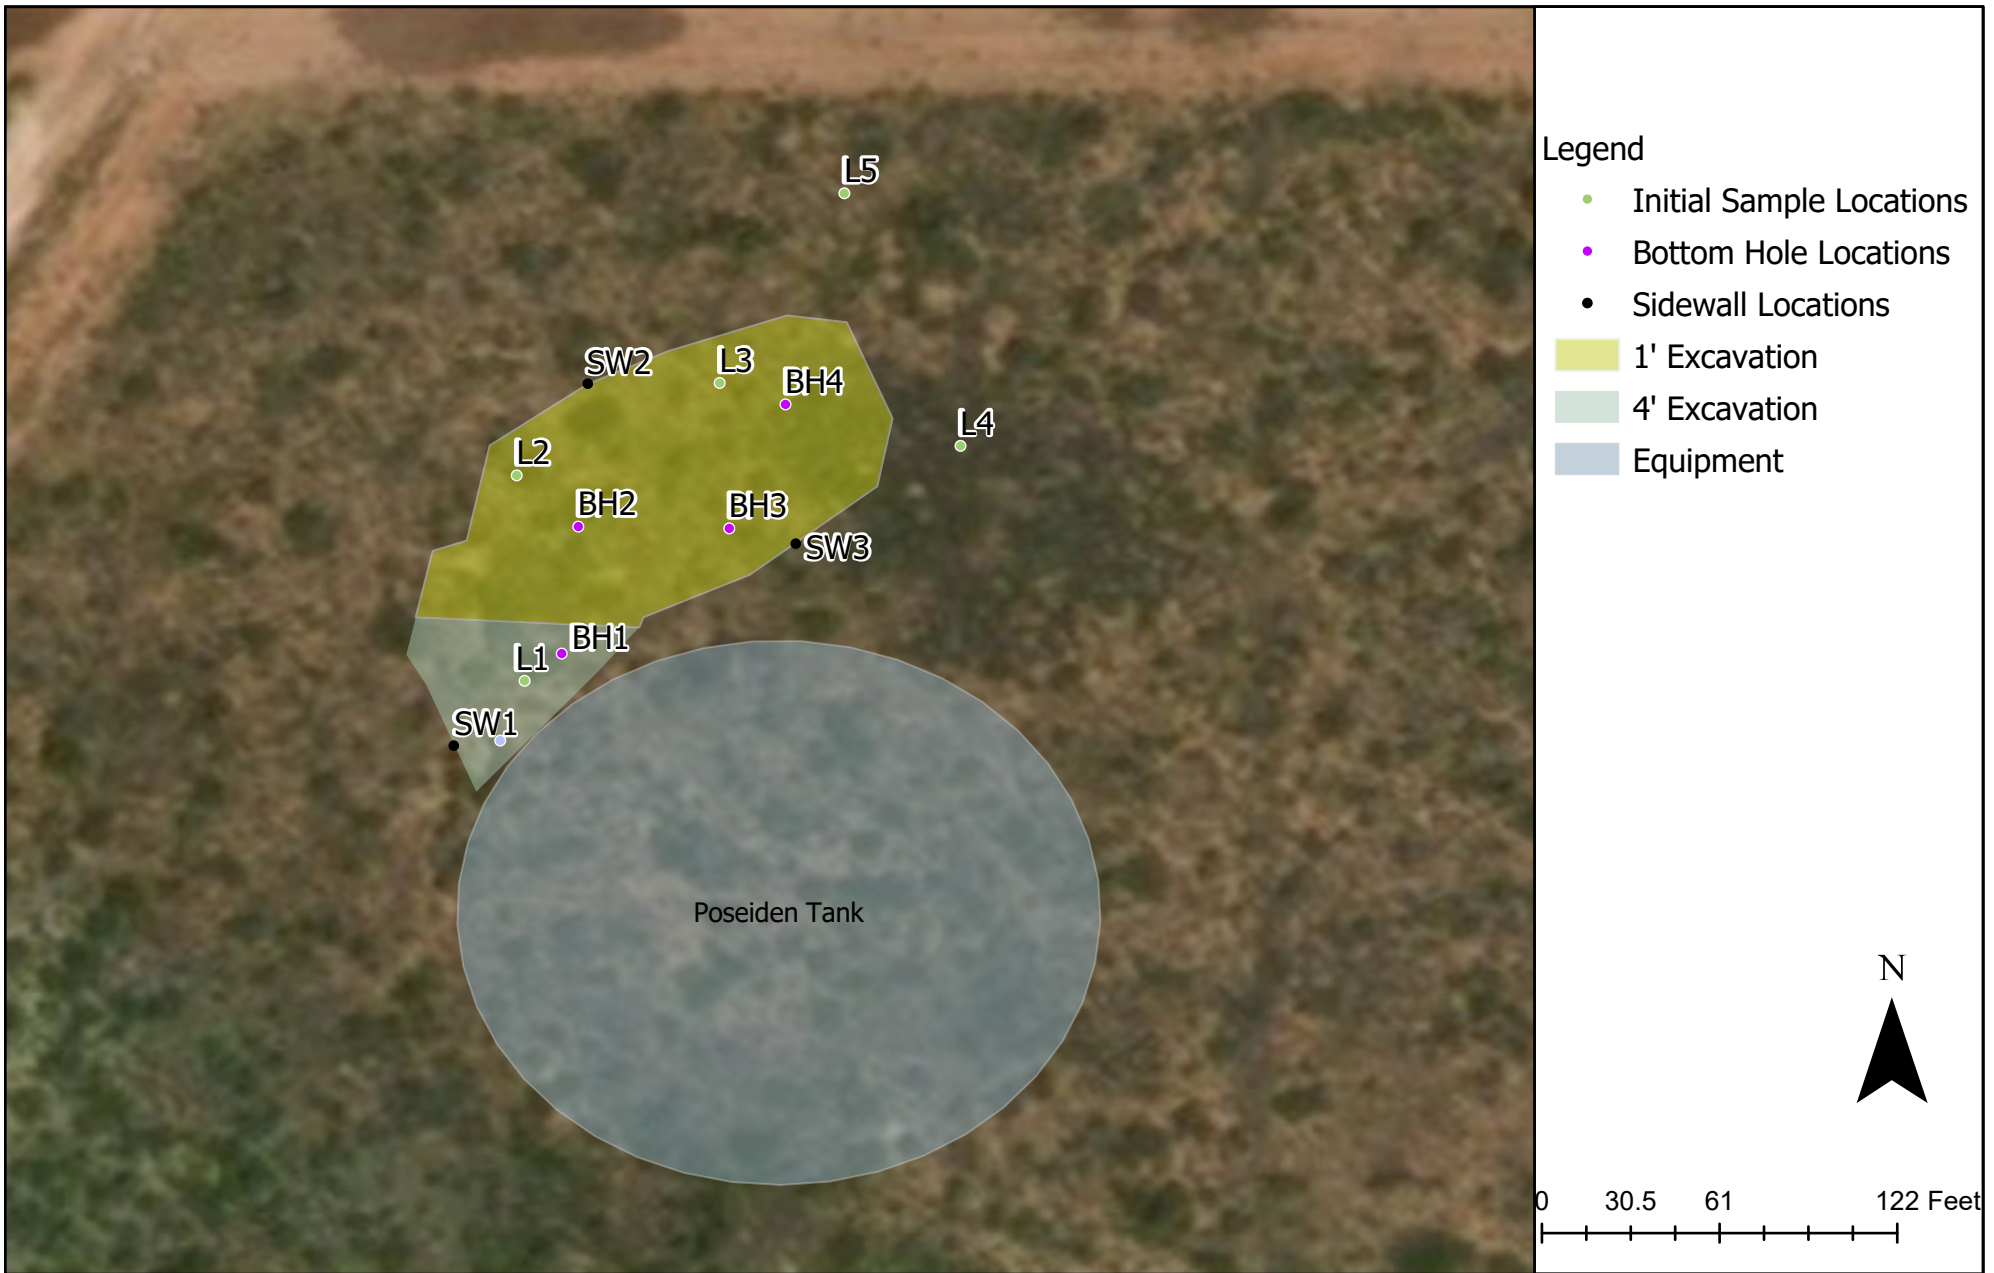 L5
SW2
L3
BH4
L4
L2
BH2
BH3
SW3
BH1
L1
SW1
Poseiden Tank
Legend
Initial Sample Locations
Bottom Hole Locations
Sidewall Locations
1' Excavation
4' Excavation
Equipment
N
0 30.5 61 122 Feet